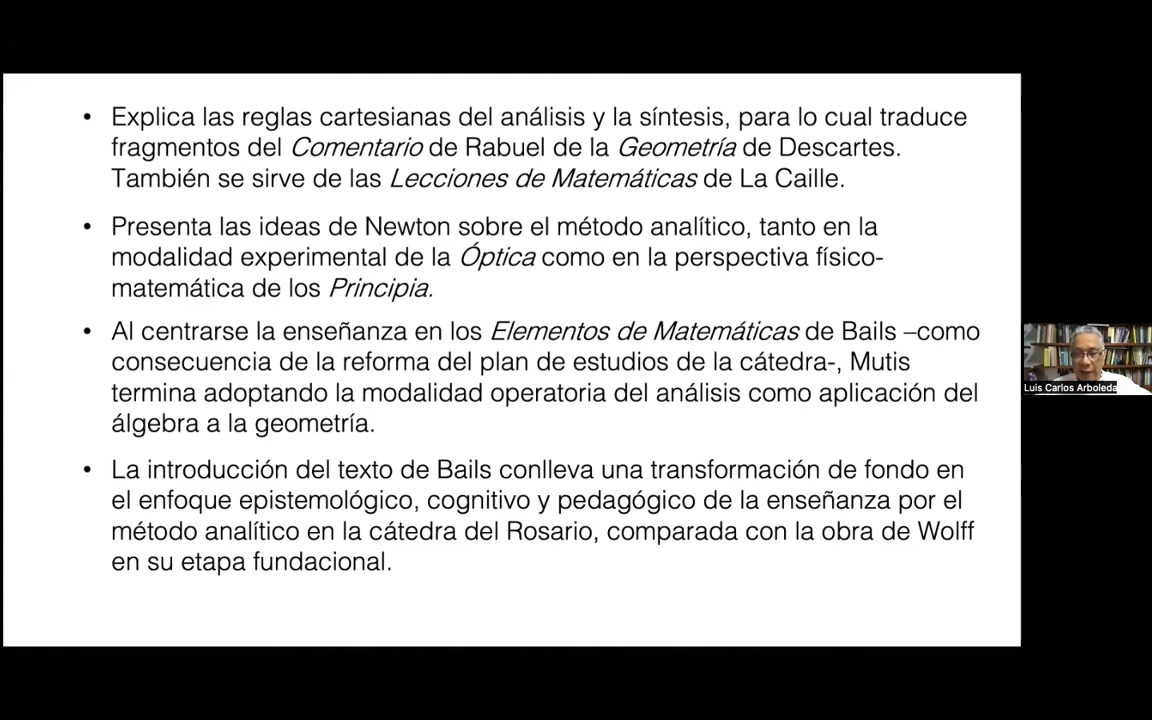 • Explica las reglas cartesianas del análisis y la síntesis, para lo cual traduce
fragmentos del Comentario de Rabuel de la Geometría de Descartes.
También se sirve de las Lecciones de Matemáticas de La Caille.
• Presenta las ideas de Newton sobre el método analítico, tanto en la
modalidad experimental de la Óptica como en la perspectiva físico-
matemática de los Principia.
• Al centrarse la enseñanza en los Elementos de Matemáticas de Bails –como
consecuencia de la reforma del plan de estudios de la cátedra-, Mutis
termina adoptando la modalidad operatoria del análisis como aplicación del
álgebra a la geometría.
• La introducción del texto de Bails conlleva una transformación de fondo en
el enfoque epistemológico, cognitivo y pedagógico de la enseñanza por el
método analítico en la cátedra del Rosario, comparada con la obra de Wolff
en su etapa fundacional.
Luis Carlos Arboleda